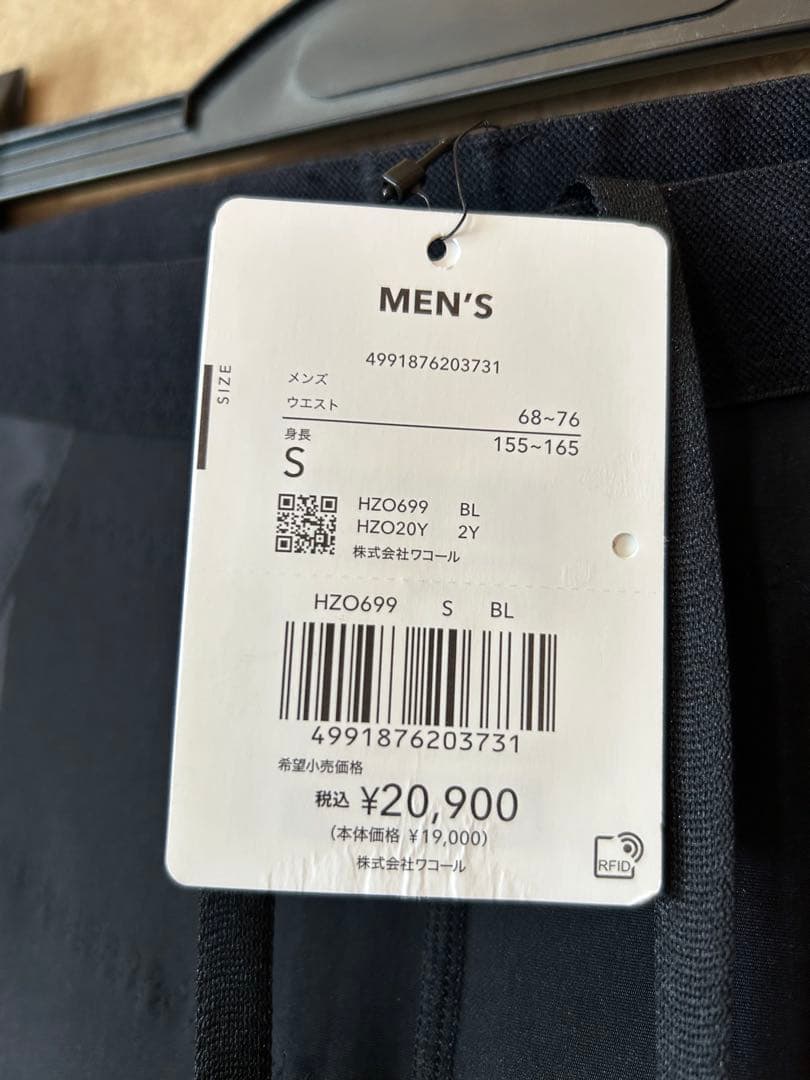 MEN'S
4991876203731
SIZE
メンズ
ウエスト 68~76
身長 155~165
S
HZO699 BL
HZO20Y 2Y
株式会社ワコール
HZO699 S BL
4991876203731
希望小売価格
税込 ¥20,900
(本体価格 ¥19,000)
株式会社ワコール
RFID